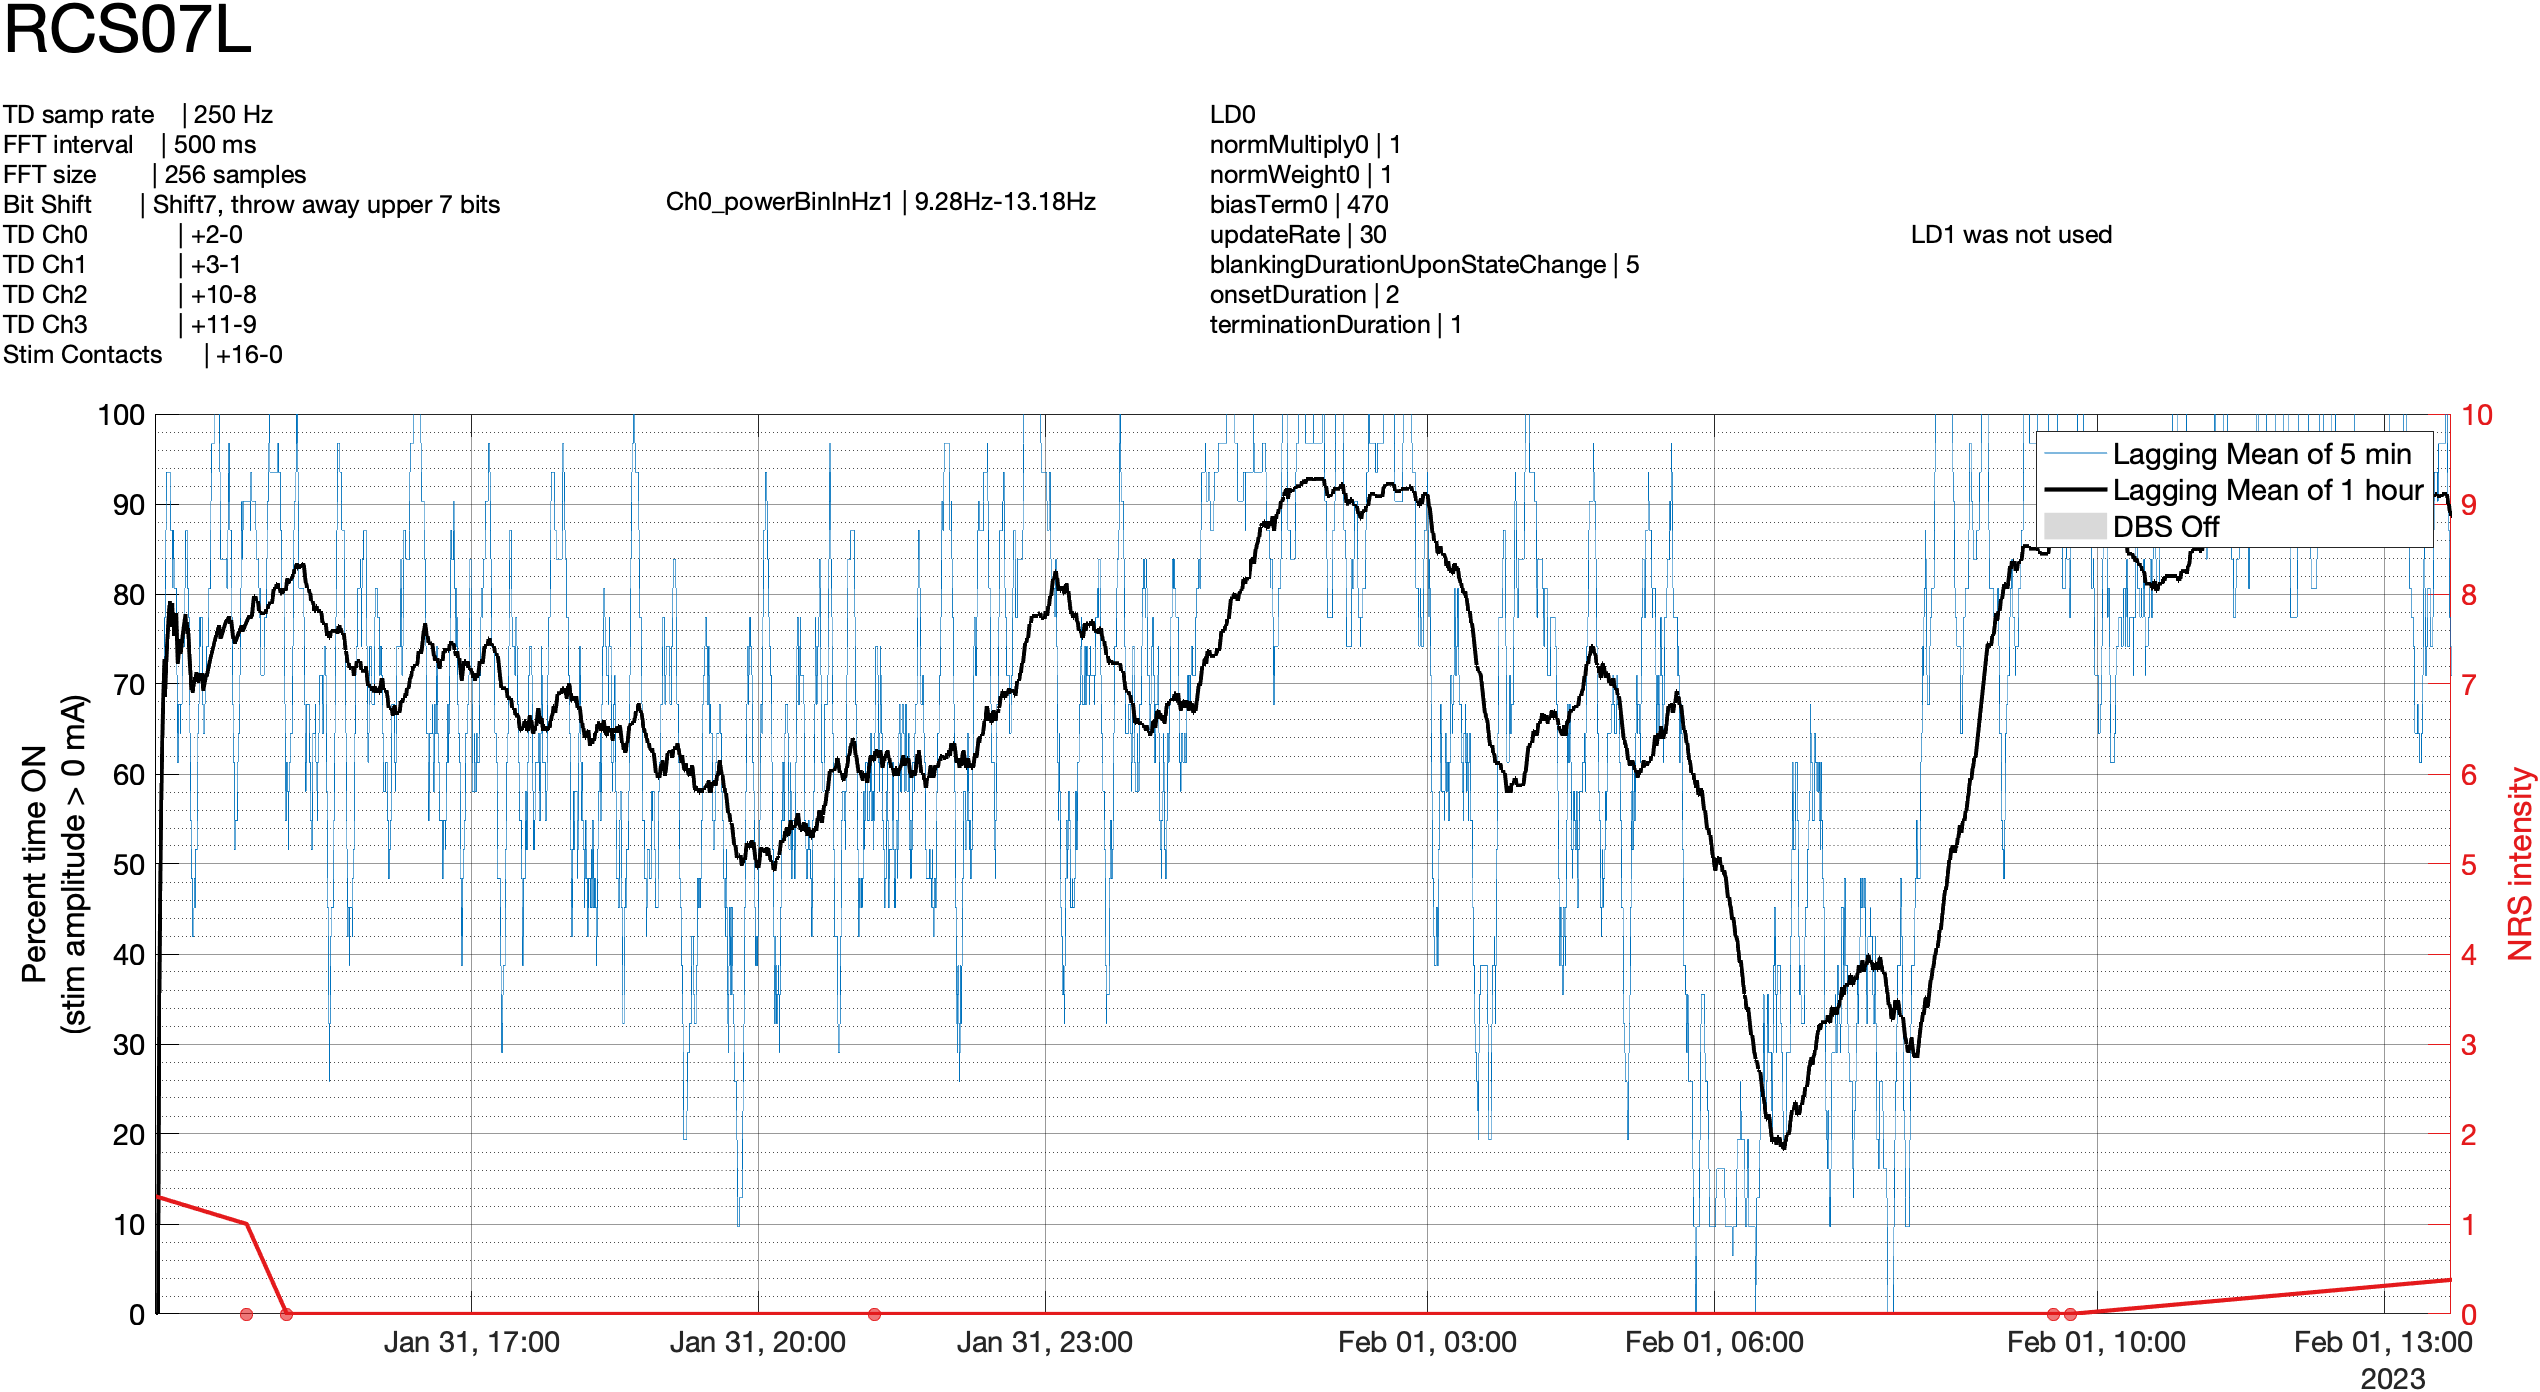 RCS07L
TD samp rate | 250 Hz
FFT interval | 500 ms
FFT size | 256 samples
Bit Shift | Shift7, throw away upper 7 bits
TD Ch0 | +2-0
TD Ch1 | +3-1
TD Ch2 | +10-8
TD Ch3 | +11-9
Stim Contacts | +16-0
Ch0_powerBinInHz1 | 9.28Hz-13.18Hz
LD0
normMultiply0 | 1
normWeight0 | 1
biasTerm0 | 470
updateRate | 30
blankingDurationUponStateChange | 5
onsetDuration | 2
terminationDuration | 1
LD1 was not used
Percent time ON
(stim amplitude > 0 mA)
100
90
80
70
60
50
40
30
20
10
0
Lagging Mean of 5 min
Lagging Mean of 1 hour
DBS Off
10
9
8
7
6
5
4
3
2
1
0
NRS intensity
Jan 31, 17:00
Jan 31, 20:00
Jan 31, 23:00
Feb 01, 03:00
Feb 01, 06:00
Feb 01, 10:00
Feb 01, 13:00
2023